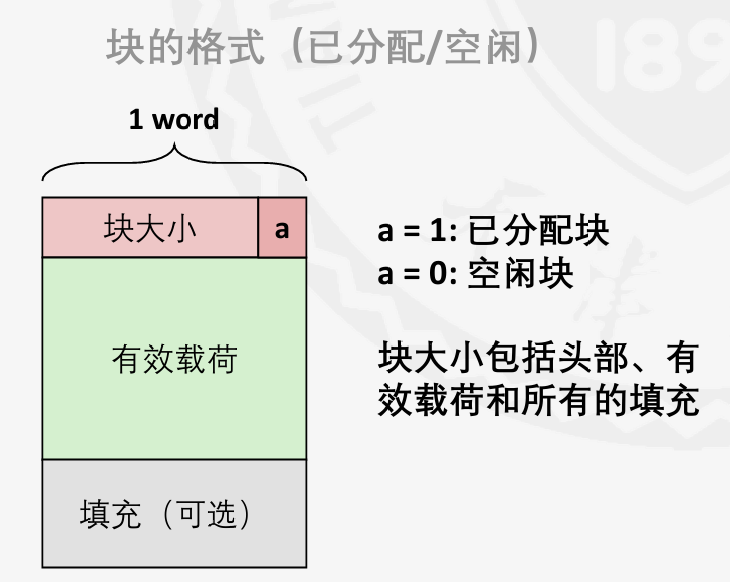 块的格式（已分配/空闲）
189
1 word
块大小
a
a = 1: 已分配块
a = 0: 空闲块
有效载荷
块大小包括头部、有
效载荷和所有的填充
填充（可选）